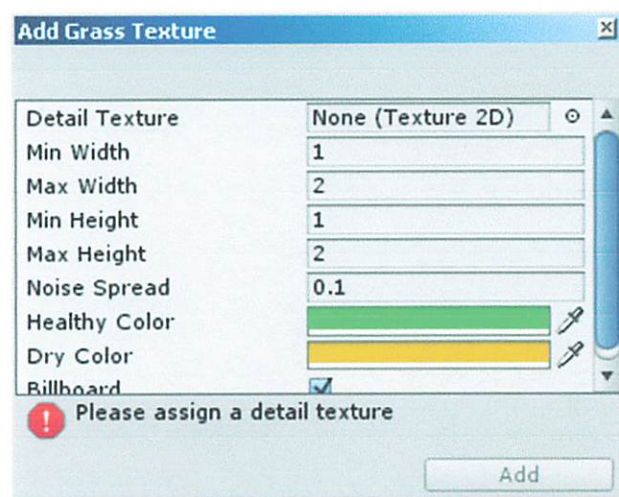 Add Grass Texture
Detail Texture None (Texture 2D)
Min Width 1
Max Width 2
Min Height 1
Max Height 2
Noise Spread 0.1
Healthy Color
Dry Color
Billboard
Please assign a detail texture
Add